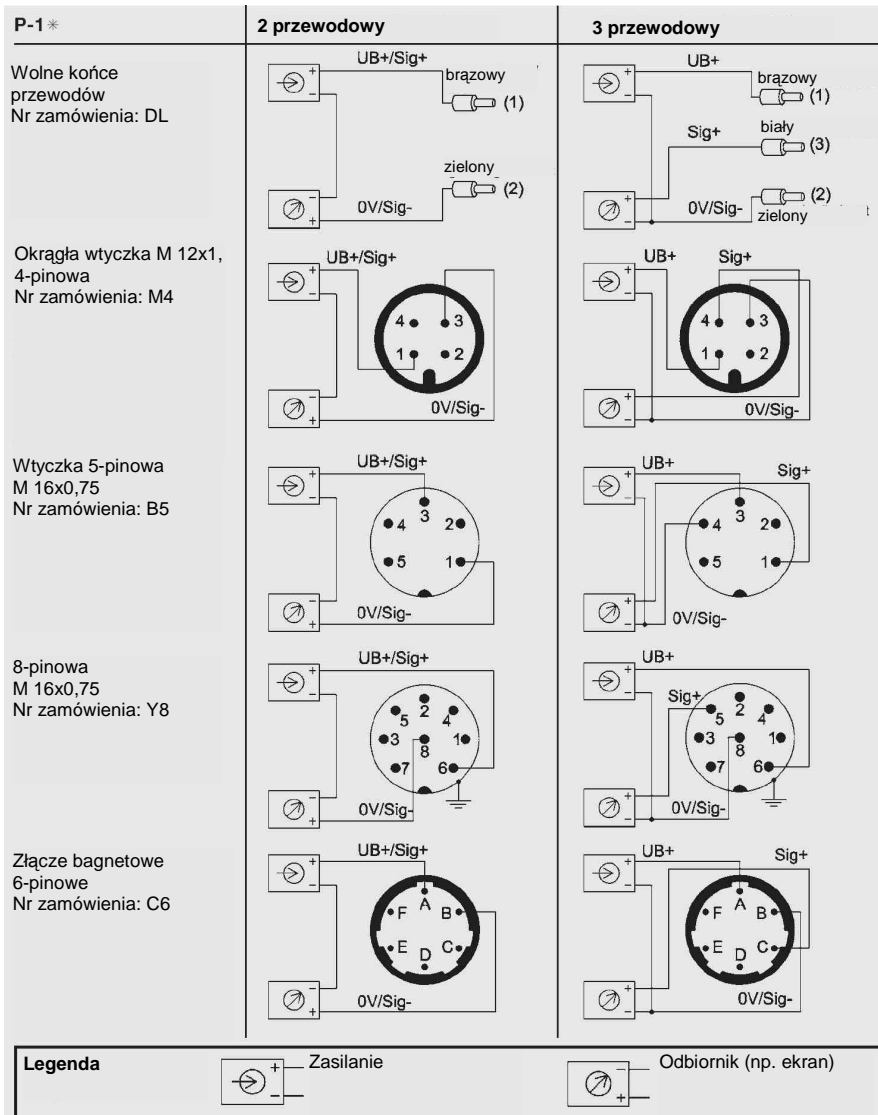 P-1✳
2 przewodowy
3 przewodowy
Wolne końce
przewodów
Nr zamówienia: DL
UB+/Sig+
brązowy
(1)
zielony
(2)
0V/Sig-
UB+
brązowy
(1)
Sig+
biały
(3)
(2)
0V/Sig-
zielony
t
Okrągła wtyczka M 12x1,
4-pinowa
Nr zamówienia: M4
UB+/Sig+
4 3
1 2
0V/Sig-
UB+ Sig+
4 3
1 2
0V/Sig-
Wtyczka 5-pinowa
M 16x0,75
Nr zamówienia: B5
UB+/Sig+
3
4 2
5 1
0V/Sig-
UB+
Sig+
3
4 2
5 1
0V/Sig-
8-pinowa
M 16x0,75
Nr zamówienia: Y8
UB+/Sig+
5 2 4
3 8 1
7 6
0V/Sig-
UB+
Sig+
5 2 4
3 8 1
7 6
0V/Sig-
Złącze bagnetowe
6-pinowe
Nr zamówienia: C6
UB+/Sig+
F A B
E D C
0V/Sig-
UB+
Sig+
F A B
E D C
0V/Sig-
Legenda
+
−
Zasilanie
−
+
Odbiornik (np. ekran)